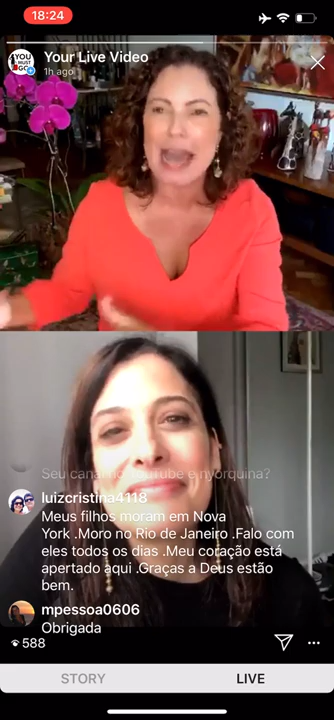 18:24
YOU
MUST
GO
Your Live Video
1h ago
Seu canal no YouTube e nyorquina?
luizcristina4118
Meus filhos moram em Nova
York .Moro no Rio de Janeiro .Falo com
eles todos os dias .Meu coração está
apertado aqui .Graças a Deus estão
bem.
mpessoa0606
Obrigada
588
STORY
LIVE